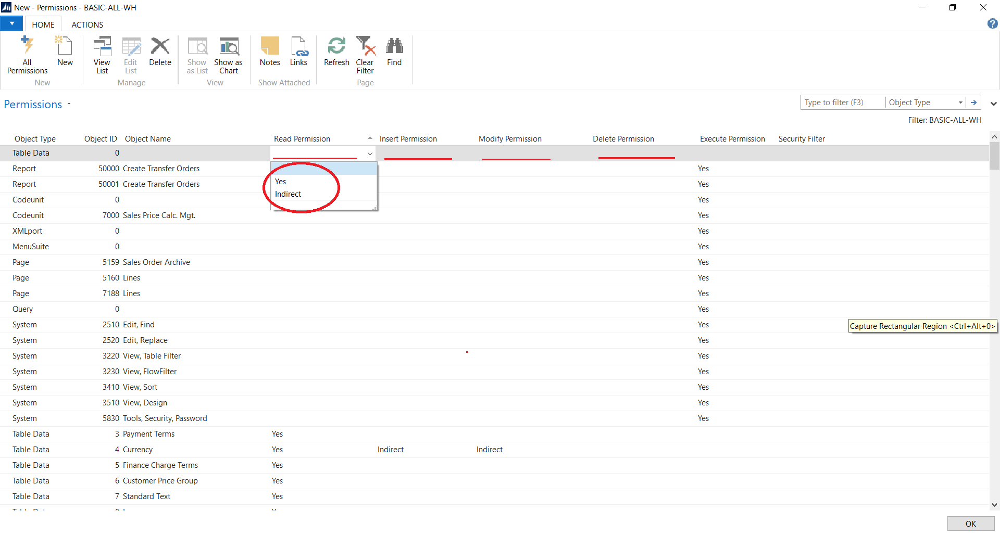 New - Permissions - BASIC-ALL-WH
HOME ACTIONS
All Permissions New View List Edit List Delete Show as List Show as Chart Notes Links Refresh Clear Filter Find
New Manage View Show Attached Page
Permissions Type to filter (F3) Object Type
Filter: BASIC-ALL-WH
Object Type Object ID Object Name Read Permission Insert Permission Modify Permission Delete Permission Execute Permission Security Filter
Table Data 0
Report 50000 Create Transfer Orders Yes
Yes
Report 50001 Create Transfer Orders Yes
Indirect
Codeunit 0 Yes
Codeunit 7000 Sales Price Calc. Mgt. Yes
XMLport 0 Yes
MenuSuite 0 Yes
Page 5159 Sales Order Archive Yes
Page 5160 Lines Yes
Page 7188 Lines Yes
Query 0 Yes
System 2510 Edit, Find Yes
Capture Rectangular Region <Ctrl+Alt+0>
System 2520 Edit, Replace Yes
System 3220 View, Table Filter Yes
System 3230 View, FlowFilter Yes
System 3410 View, Sort Yes
System 3510 View, Design Yes
System 5830 Tools, Security, Password Yes
Table Data 3 Payment Terms Yes
Table Data 4 Currency Yes Indirect Indirect
Table Data 5 Finance Charge Terms Yes
Table Data 6 Customer Price Group Yes
Table Data 7 Standard Text Yes
OK